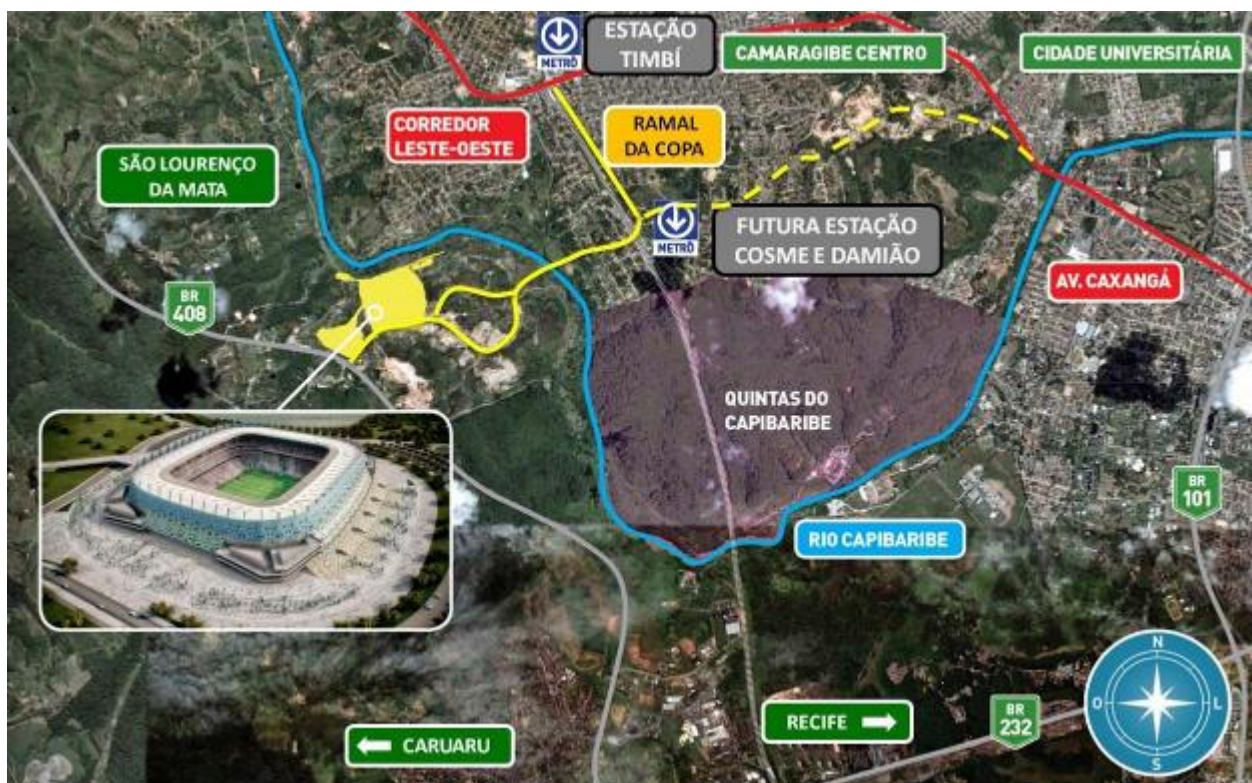 METRÔ
ESTAÇÃO
TIMBÍ
CAMARAGIBE CENTRO
CIDADE UNIVERSITÁRIA
CORREDOR
LESTE-OESTE
RAMAL
DA COPA
SÃO LOURENÇO
DA MATA
METRÔ
FUTURA ESTAÇÃO
COSME E DAMIÃO
AV. CAXANGÁ
BR
408
QUINTAS DO
CAPIBARIBE
BR
101
RIO CAPIBARIBE
N
O
L
S
RECIFE
BR
232
CARUARU